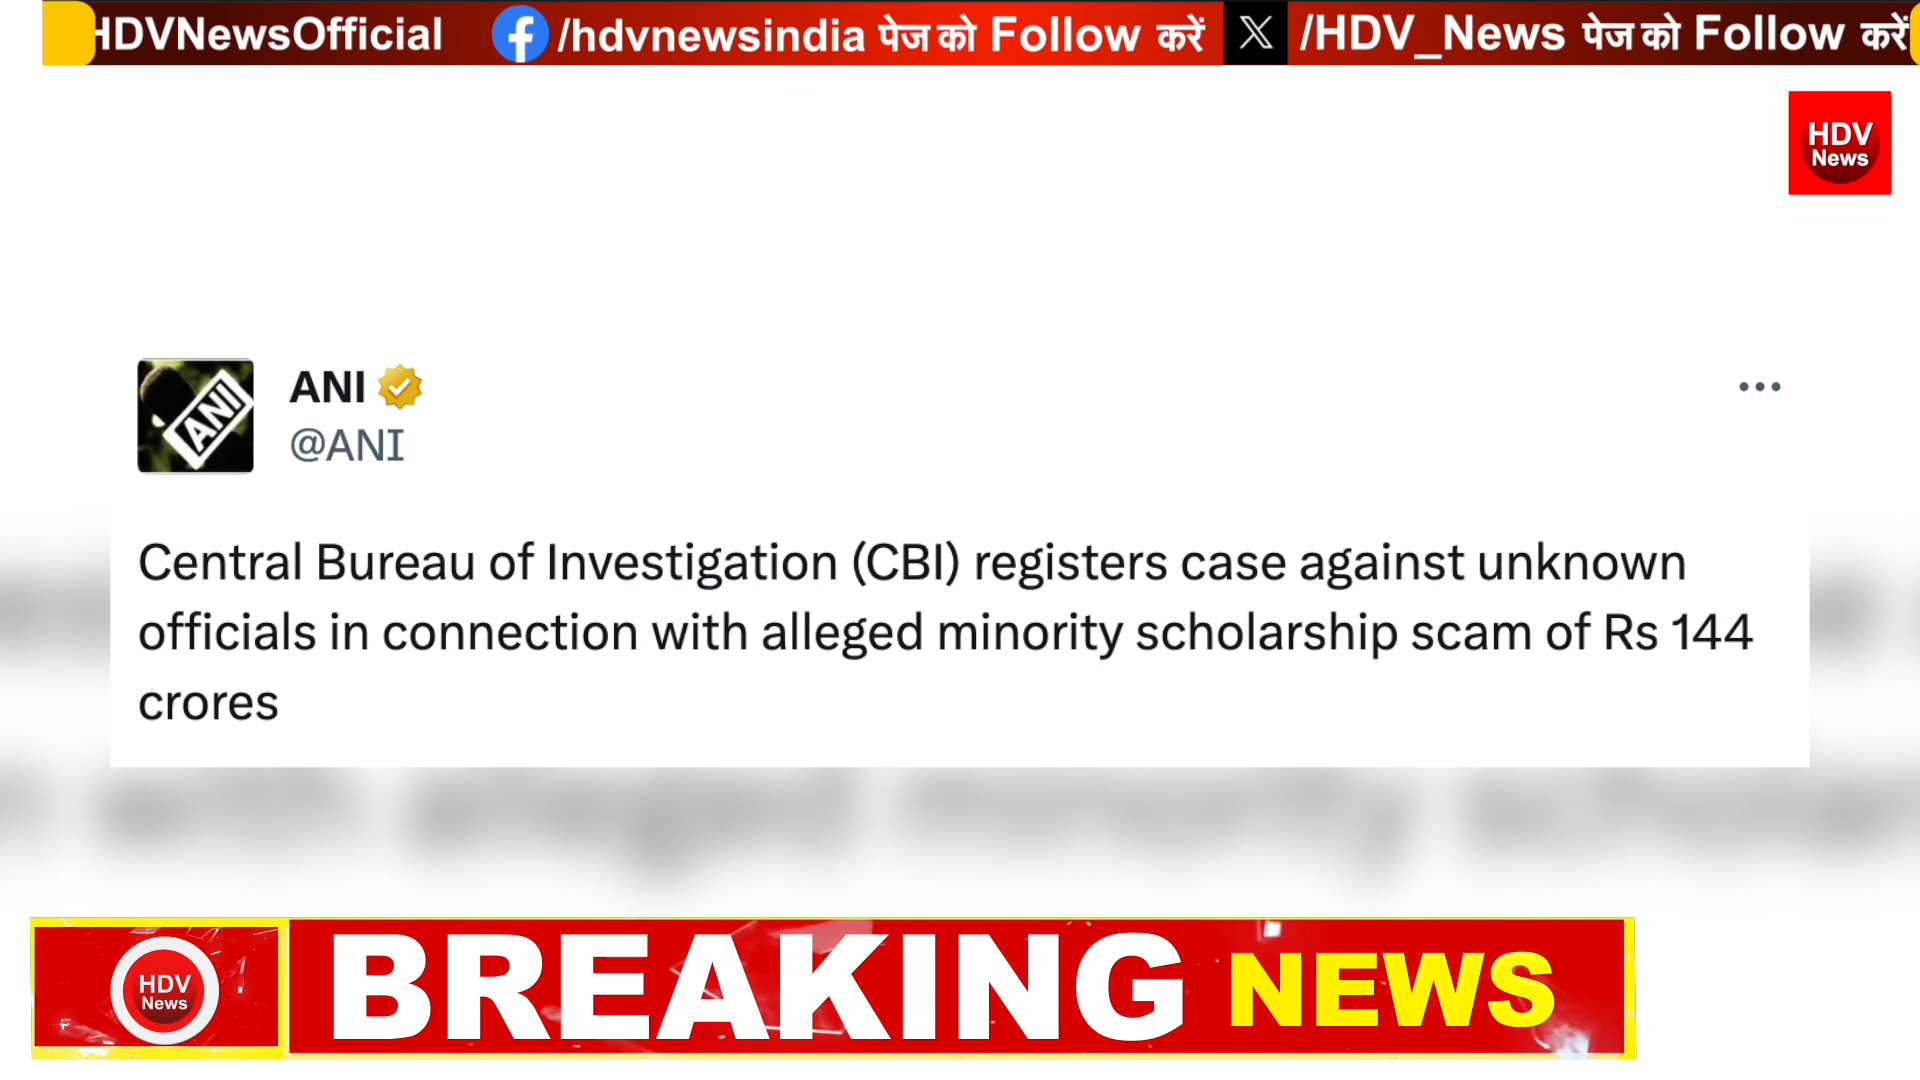 HDVNewsOfficial /hdvnewsindia पेज को Follow करें /HDV_News पेज को Follow करें
HDV
News
ANI
ANI
@ANI
Central Bureau of Investigation (CBI) registers case against unknown
officials in connection with alleged minority scholarship scam of Rs 144
crores
HDV
News
BREAKING NEWS